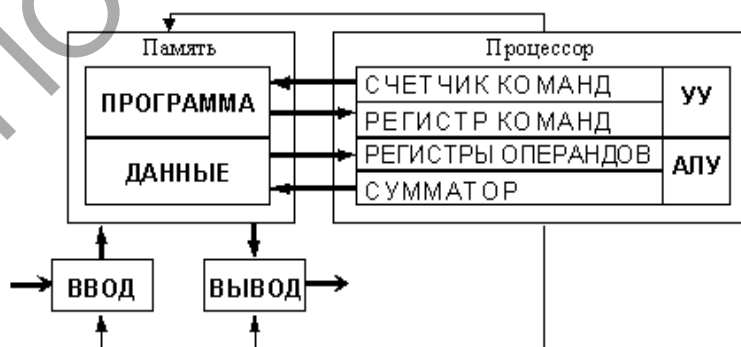 Память
Процессор
ПРОГРАММА
ДАННЫЕ
СЧЕТЧИК КОМАНД
РЕГИСТР КОМАНД
УУ
РЕГИСТРЫ ОПЕРАНДОВ
СУММАТОР
АЛУ
ВВОД
ВЫВОД